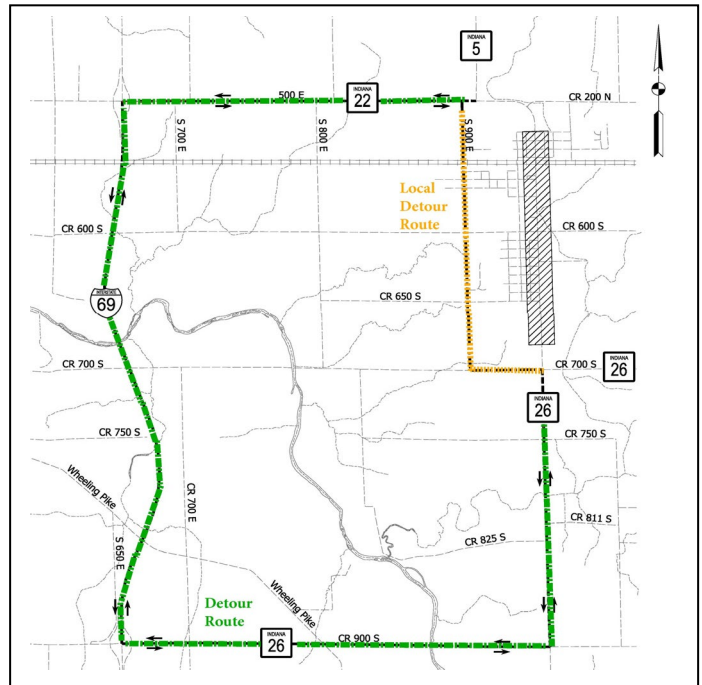 INDIANA
5
500 E
INDIANA
22
CR 200 N
S 700 E
S 800 E
S 900 E
Local
Detour
Route
CR 600 S
CR 600 S
INTERSTATE
69
CR 650 S
CR 700 S
CR 700 S
INDIANA
26
INDIANA
26
CR 750 S
CR 750 S
Wheeling Pike
CR 700 E
CR 811 S
S 650 E
CR 825 S
Wheeling Pike
Detour
Route
INDIANA
26
CR 900 S